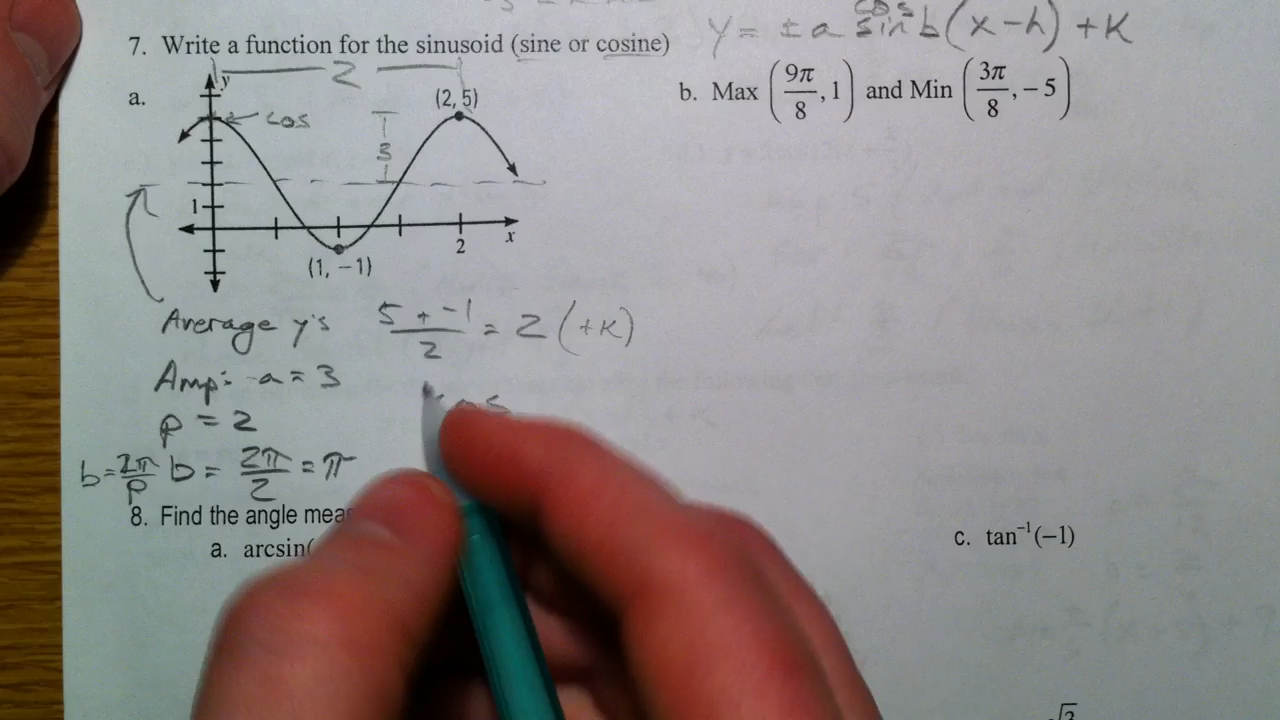 y = ± a sin b(x-h) + K
cos
7. Write a function for the sinusoid (sine or cosine)
2
a.
y
cos
(2, 5)
3
1
2
x
(1, −1)
b. Max (9π/8, 1) and Min (3π/8, −5)
Average y's 5 + -1 / 2 = 2 (+K)
Amp: a = 3
P = 2
b = 2π/P b = 2π/2 = π
8. Find the angle mea
a. arcsin(
c. tan⁻¹(−1)